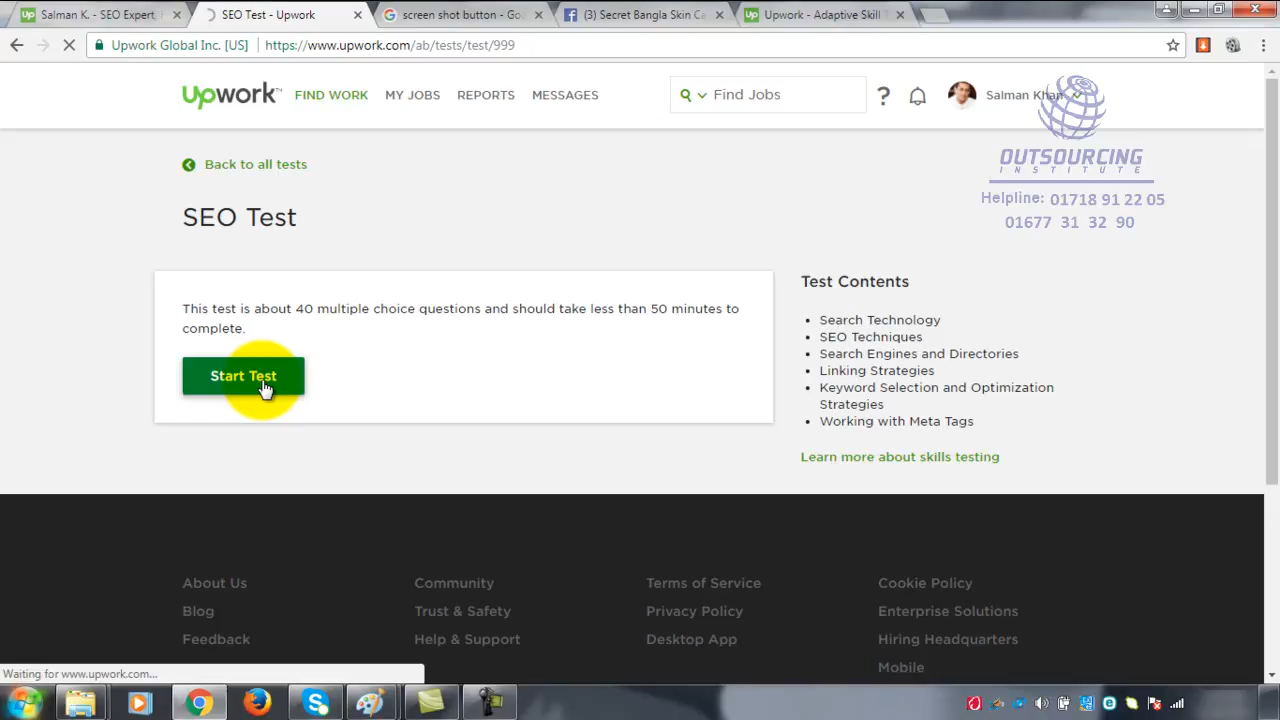 Salman K. - SEO Expert,
SEO Test - Upwork
screen shot button - Go
(3) Secret Bangla Skin Ca
Upwork - Adaptive Skill T
Upwork Global Inc. [US]
https://www.upwork.com/ab/tests/test/999
Upwork
FIND WORK
MY JOBS
REPORTS
MESSAGES
Find Jobs
?
Salman Khan
OUTSOURCING
INSTITUTE
Helpline: 01718 91 22 05
01677 31 32 90
Back to all tests
SEO Test
This test is about 40 multiple choice questions and should take less than 50 minutes to
complete.
Start Test
Test Contents
• Search Technology
• SEO Techniques
• Search Engines and Directories
• Linking Strategies
• Keyword Selection and Optimization
Strategies
• Working with Meta Tags
Learn more about skills testing
About Us
Community
Terms of Service
Cookie Policy
Blog
Trust & Safety
Privacy Policy
Enterprise Solutions
Feedback
Help & Support
Desktop App
Hiring Headquarters
Mobile
Waiting for www.upwork.com...